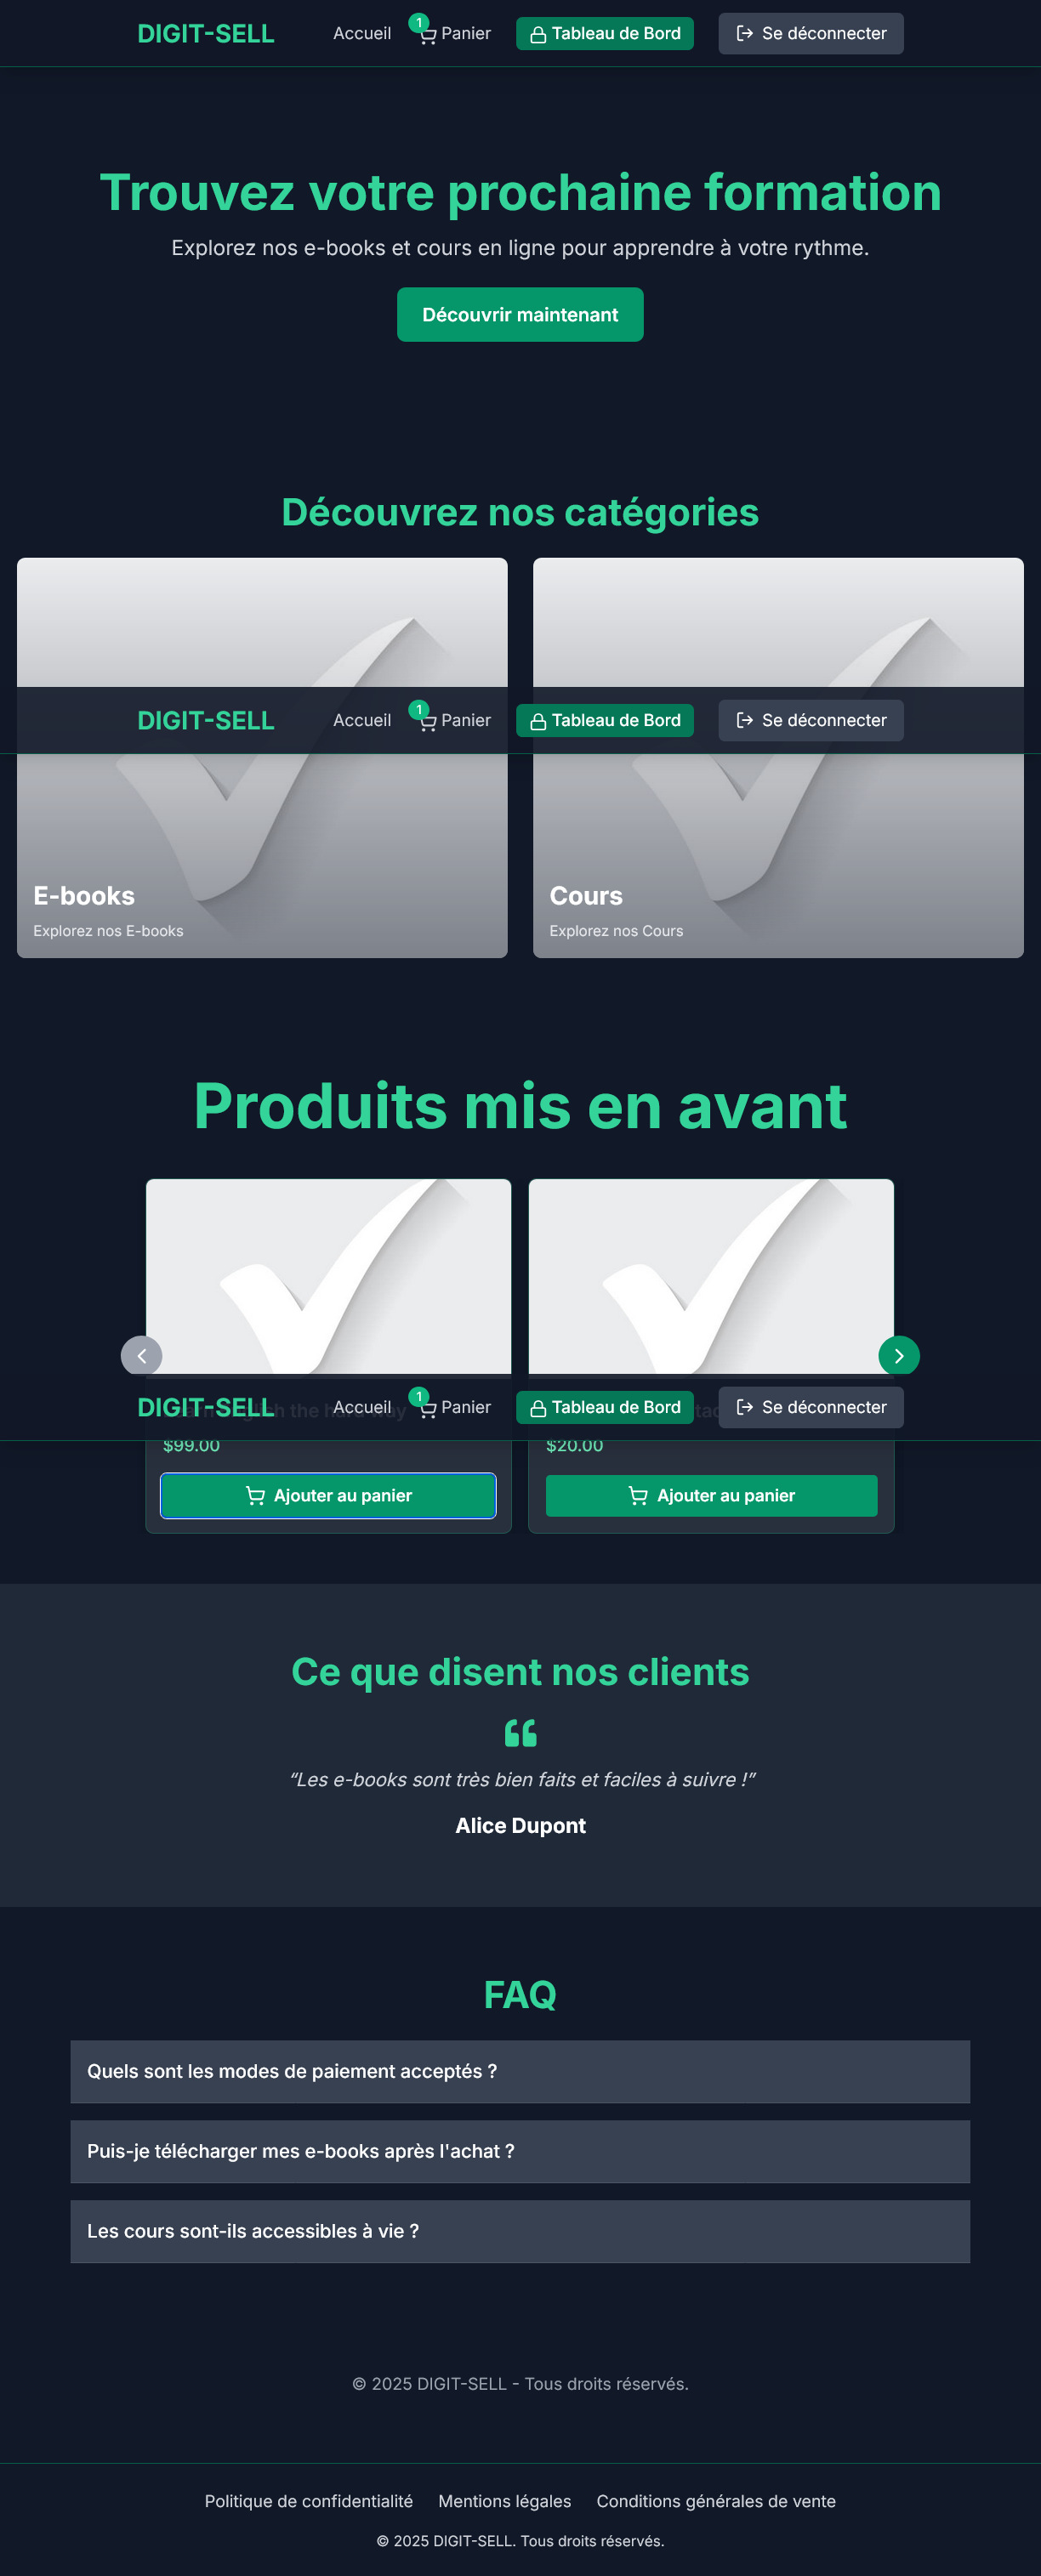 DIGIT-SELL
Accueil
1
Panier
Tableau de Bord
Se déconnecter
Trouvez votre prochaine formation
Explorez nos e-books et cours en ligne pour apprendre à votre rythme.
Découvrir maintenant
Découvrez nos catégories
DIGIT-SELL
Accueil
1
Panier
Tableau de Bord
Se déconnecter
E-books
Explorez nos E-books
Cours
Explorez nos Cours
Produits mis en avant
DIGIT-SELL
Accueil
1
Panier
Tableau de Bord
Se déconnecter
the hard way
$99.00
$20.00
Ajouter au panier
Ajouter au panier
Ce que disent nos clients
“Les e-books sont très bien faits et faciles à suivre !”
Alice Dupont
FAQ
Quels sont les modes de paiement acceptés ?
Puis-je télécharger mes e-books après l'achat ?
Les cours sont-ils accessibles à vie ?
© 2025 DIGIT-SELL - Tous droits réservés.
Politique de confidentialité
Mentions légales
Conditions générales de vente
© 2025 DIGIT-SELL. Tous droits réservés.